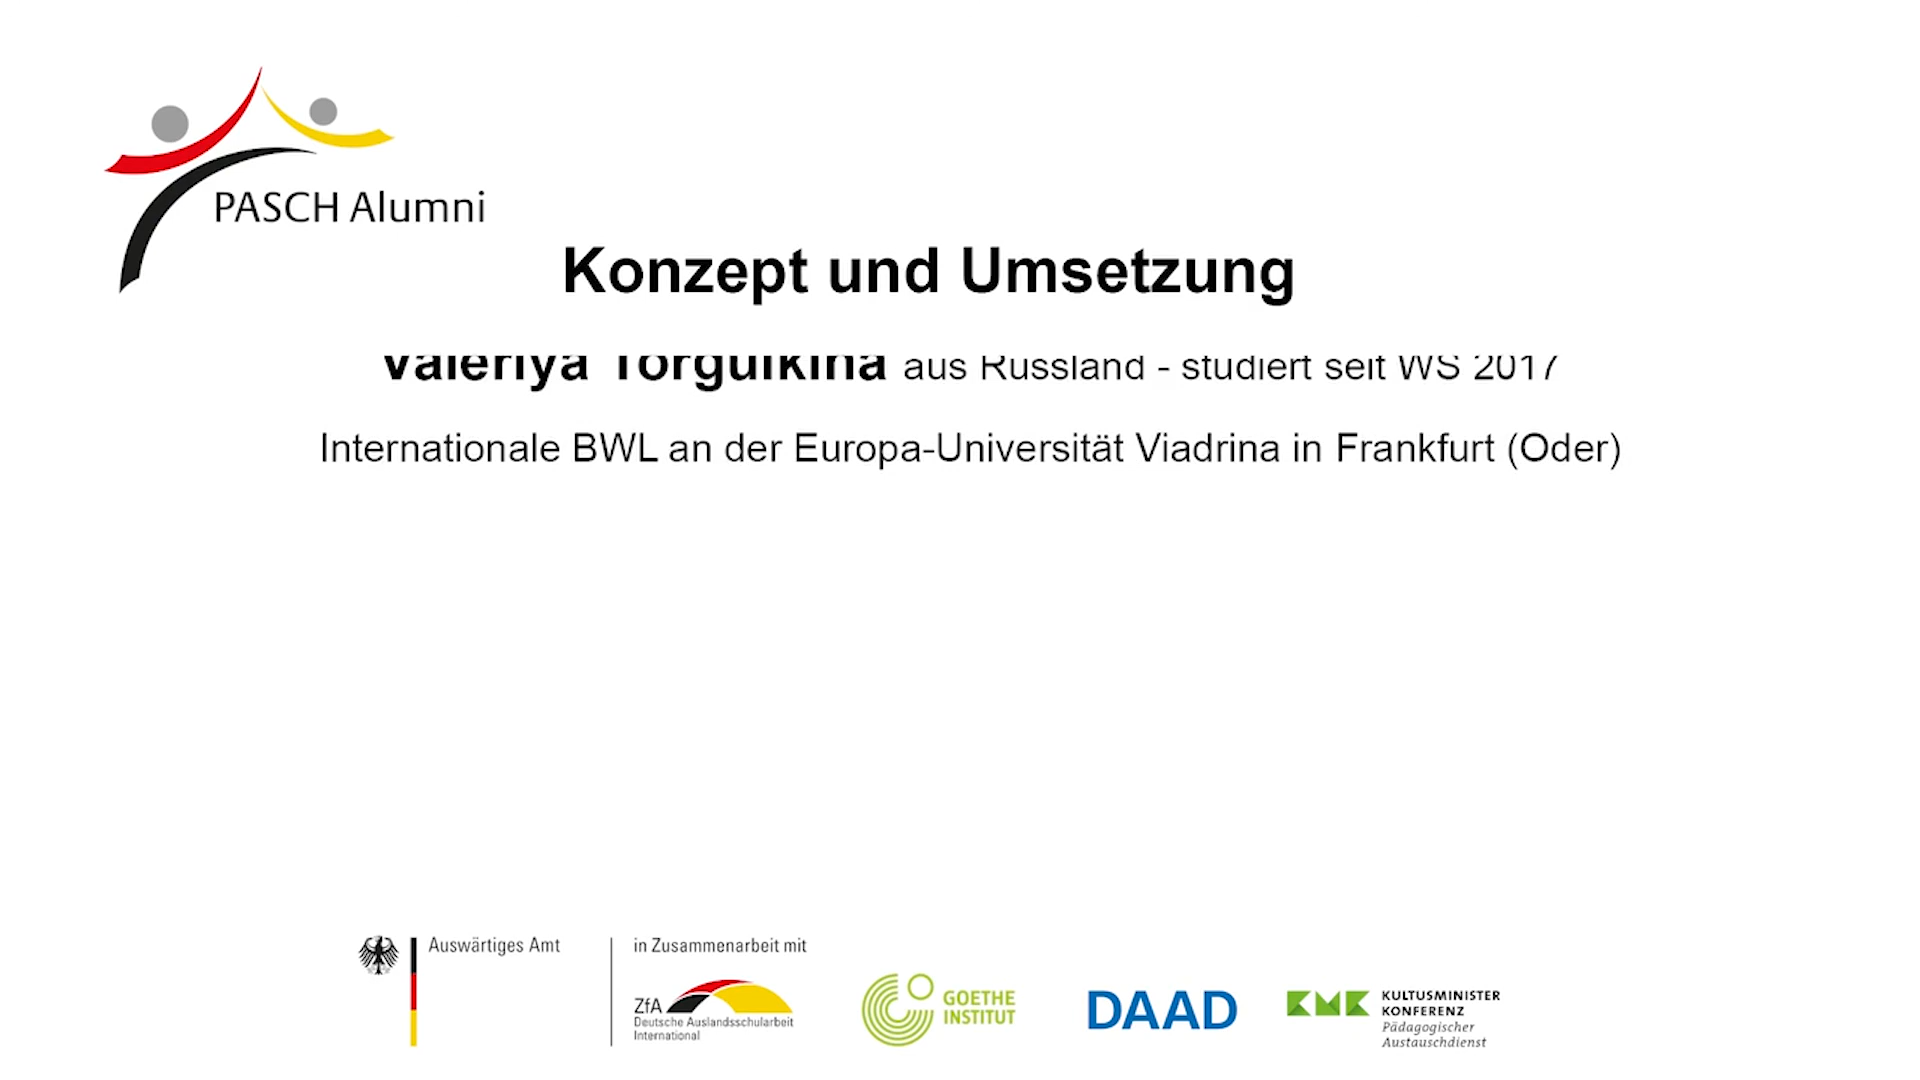 PASCH Alumni
Konzept und Umsetzung
Valeriya Torgulkina aus Russland - studiert seit WS 2017
Internationale BWL an der Europa-Universität Viadrina in Frankfurt (Oder)
Auswärtiges Amt
in Zusammenarbeit mit
ZfA
Deutsche Auslandsschularbeit
International
GOETHE
INSTITUT
DAAD
KMK
KULTUSMINISTER
KONFERENZ
Pädagogischer
Austauschdienst